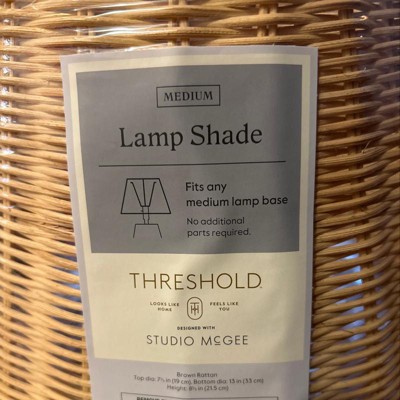 MEDIUM
Lamp Shade
Fits any
medium lamp base
No additional
parts required.
THRESHOLD
LOOKS LIKE HOME TH FEELS LIKE YOU
DESIGNED WITH
STUDIO McGEE
Brown Rattan
Top dia: 7½ in (19 cm), Bottom dia: 13 in (33 cm)
Height: 8½ in (21.5 cm)